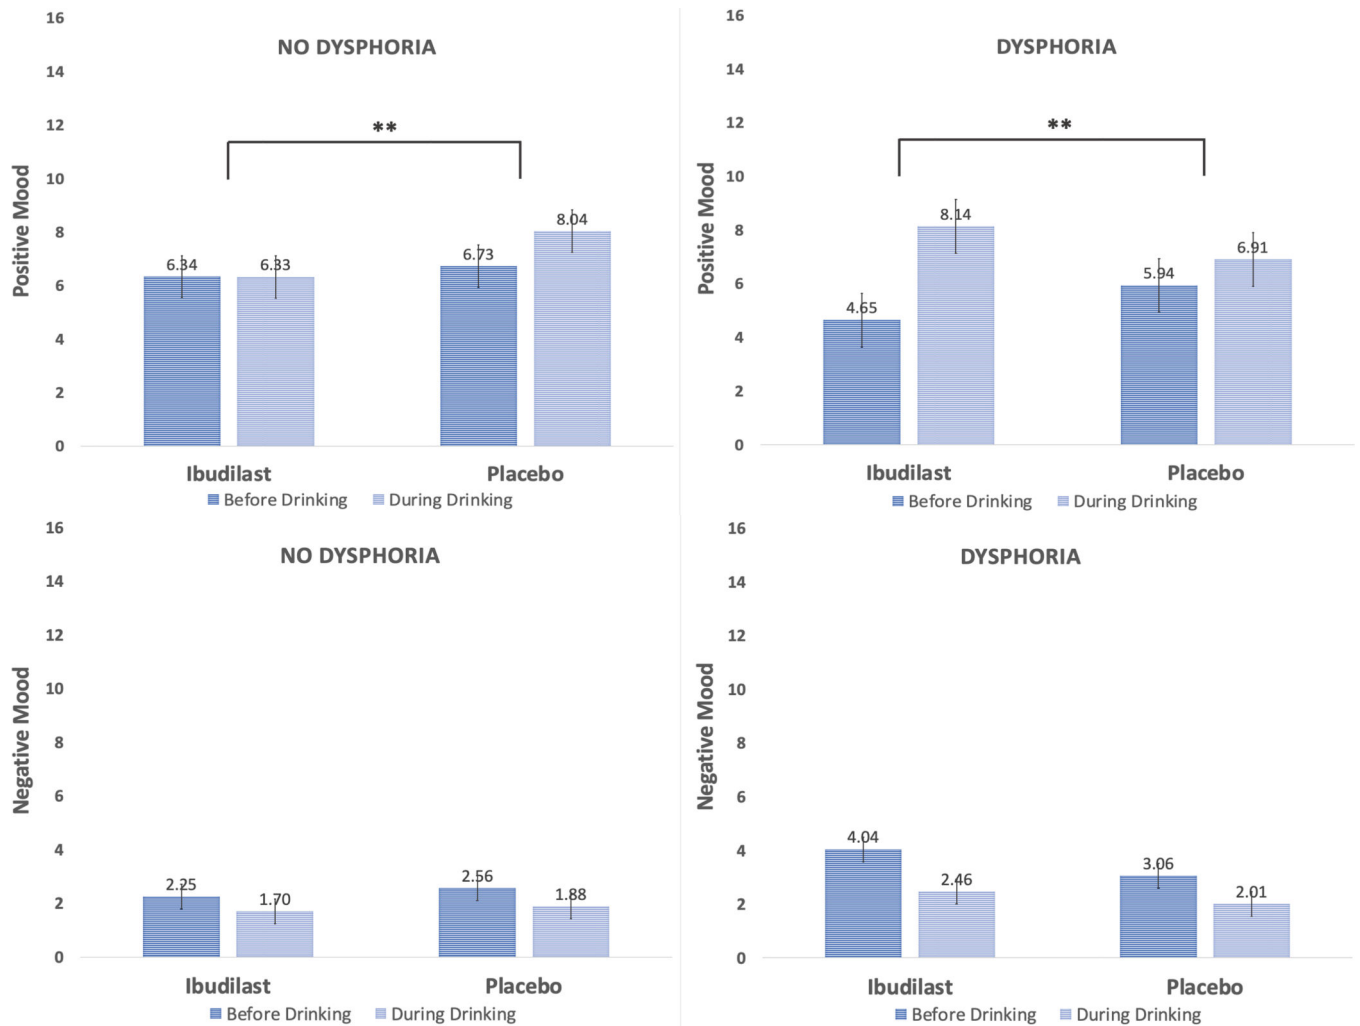 NO DYSPHORIA
Positive Mood
16
14
12
10
8
6
4
2
0
**
6.34
6.33
6.73
8.04
Ibudilast
Placebo
Before Drinking
During Drinking
DYSPHORIA
Positive Mood
16
14
12
10
8
6
4
2
0
**
4.65
8.14
5.94
6.91
Ibudilast
Placebo
Before Drinking
During Drinking
NO DYSPHORIA
Negative Mood
16
14
12
10
8
6
4
2
0
2.25
1.70
2.56
1.88
Ibudilast
Placebo
Before Drinking
During Drinking
DYSPHORIA
Negative Mood
16
14
12
10
8
6
4
2
0
4.04
2.46
3.06
2.01
Ibudilast
Placebo
Before Drinking
During Drinking